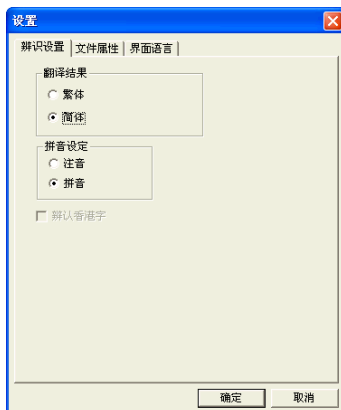 设置
辨识设置 文件属性 界面语言
翻译结果
繁体
简体
拼音设定
注音
拼音
辨认香港字
确定 取消